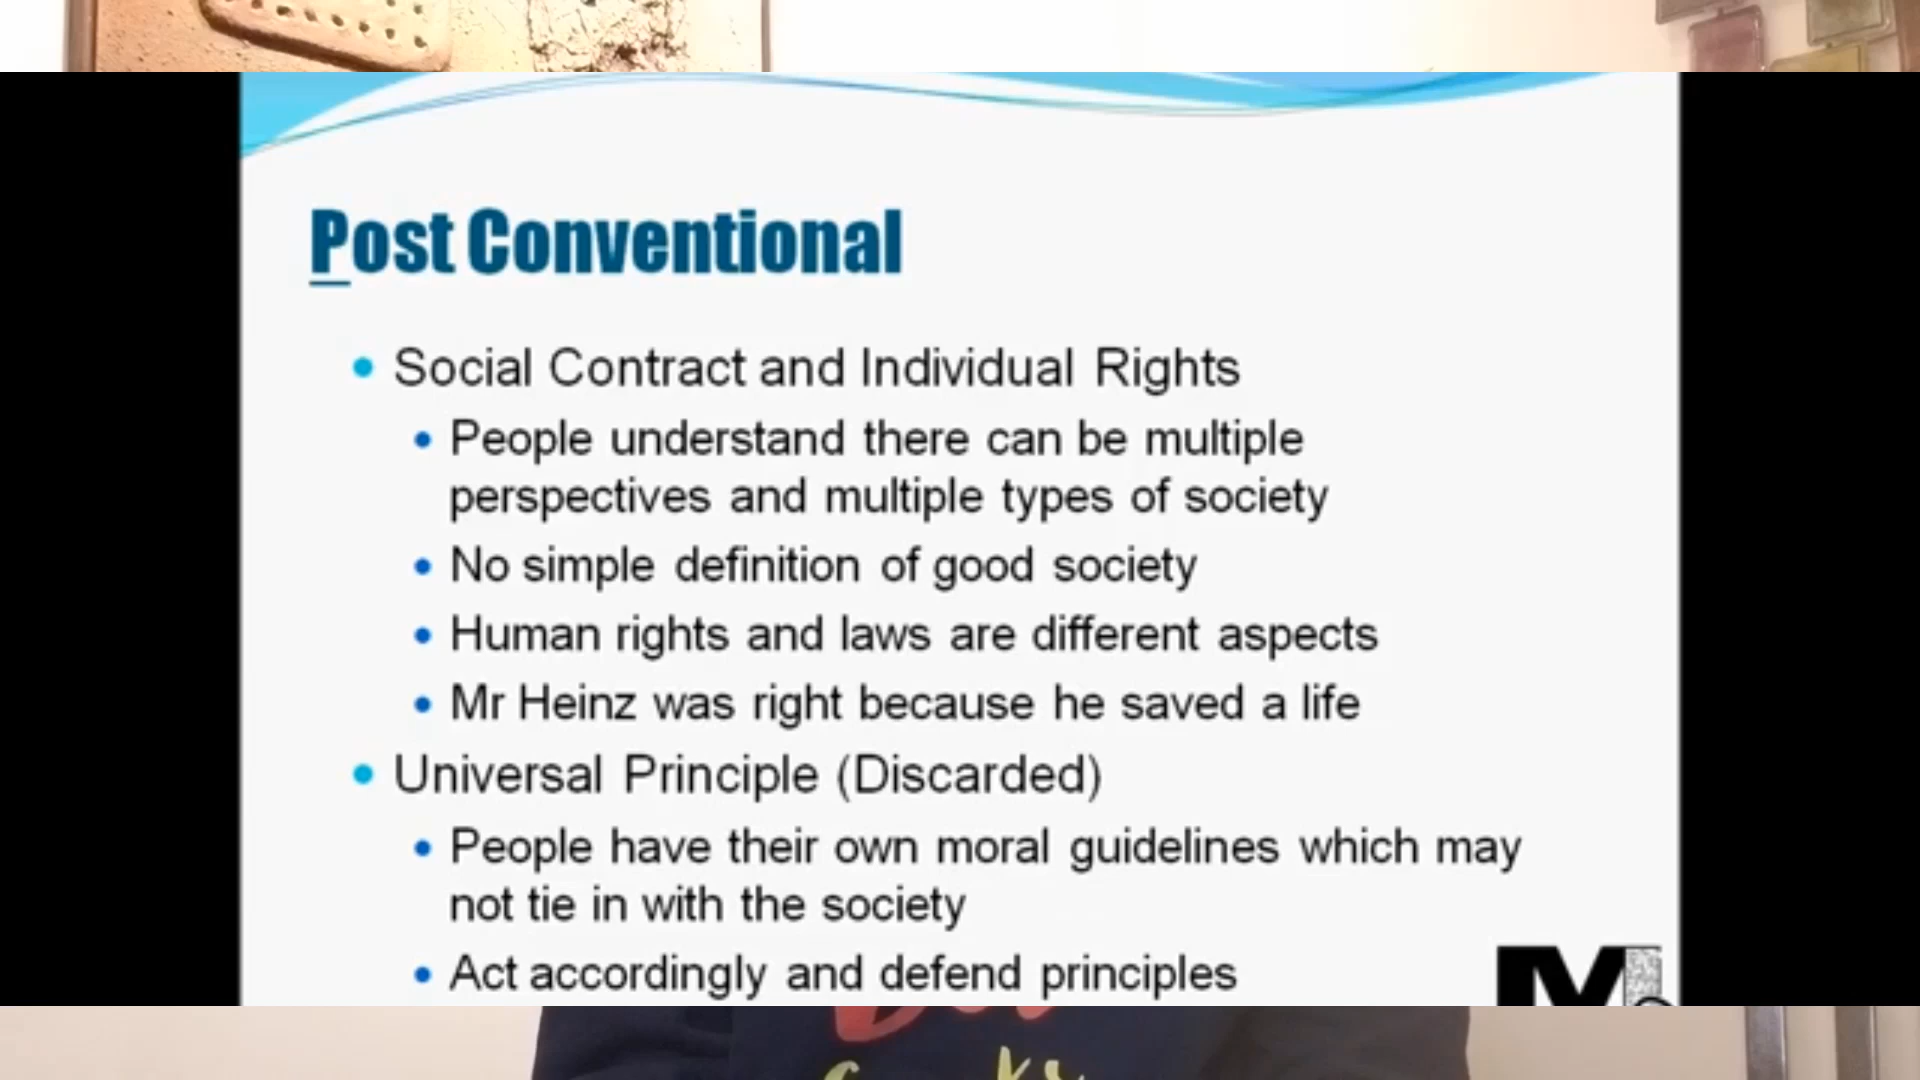 Post Conventional
Social Contract and Individual Rights
People understand there can be multiple
perspectives and multiple types of society
No simple definition of good society
Human rights and laws are different aspects
Mr Heinz was right because he saved a life
Universal Principle (Discarded)
People have their own moral guidelines which may
not tie in with the society
Act accordingly and defend principles